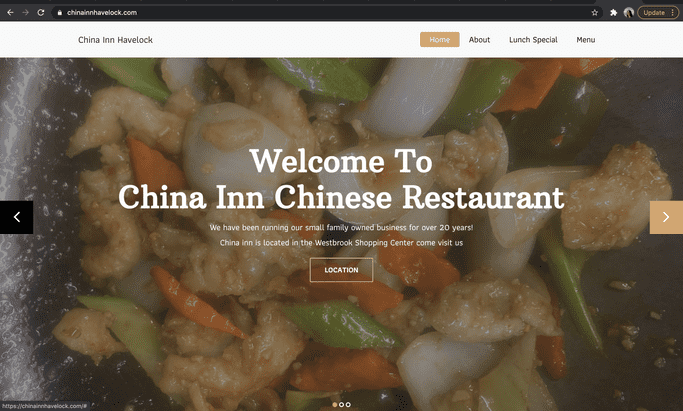 chinainnhavelock.com
Update
China Inn Havelock
Home About Lunch Special Menu
Welcome To
China Inn Chinese Restaurant
We have been running our small family owned business for over 20 years!
China inn is located in the Westbrook Shopping Center come visit us
LOCATION
https://chinainnhavelock.com/#